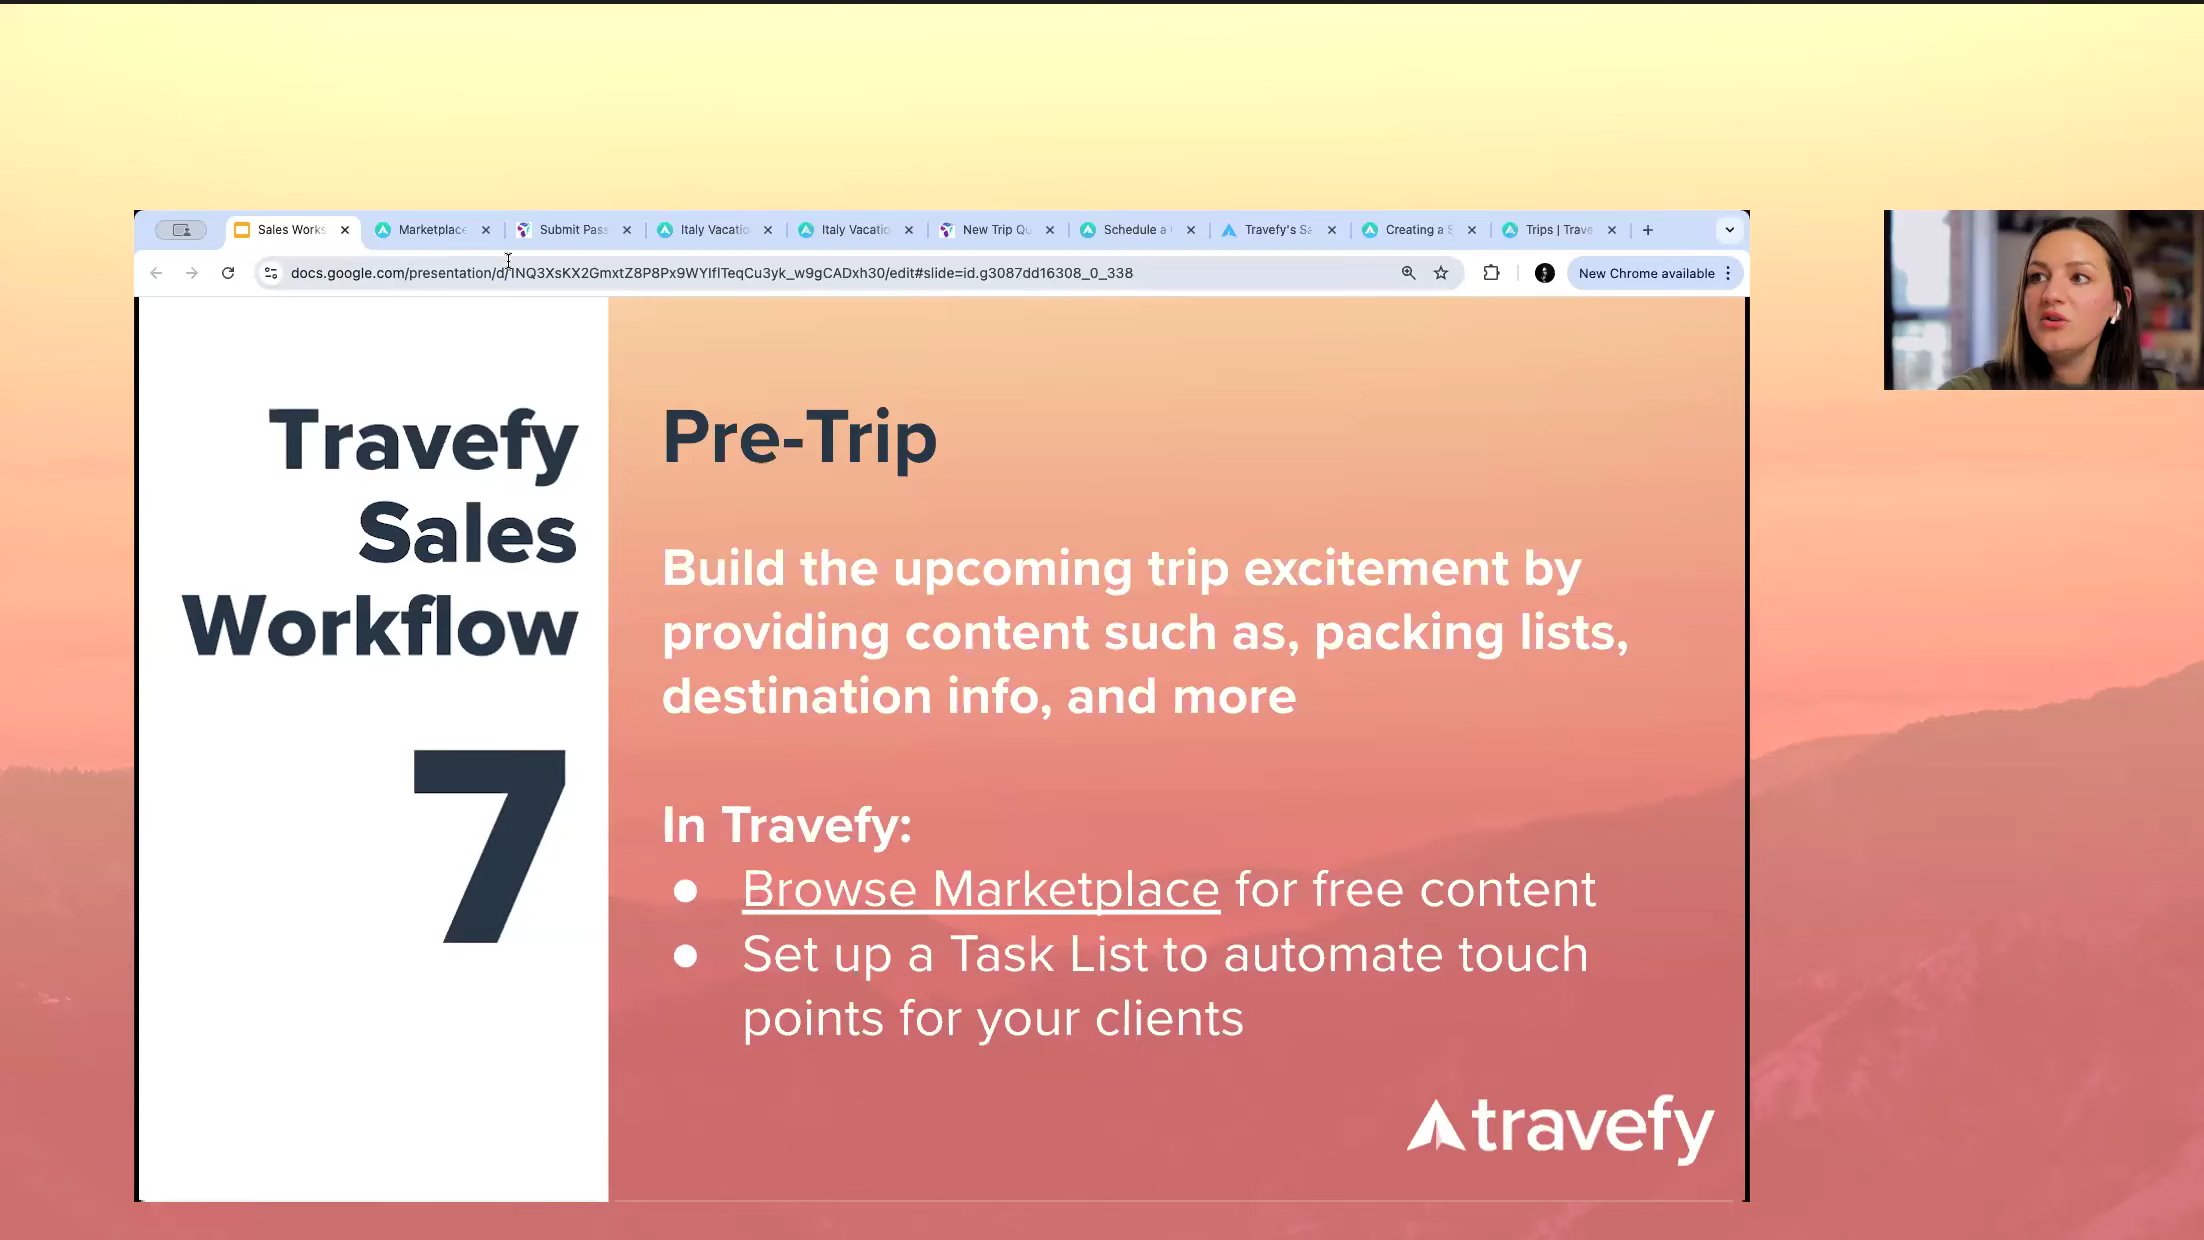 Sales Works
Marketplace
Submit Pass
Italy Vacatio
Italy Vacatio
New Trip Qu
Schedule a
Travefy's Sa
Creating a S
Trips | Trave
docs.google.com/presentation/d/1NQ3XsKX2GmxtZ8P8Px9WYIfITeqCu3yk_w9gCADxh30/edit#slide=id.g3087dd16308_0_338
New Chrome available
Travefy
Sales
Workflow
7
Pre-Trip
Build the upcoming trip excitement by
providing content such as, packing lists,
destination info, and more
In Travefy:
● Browse Marketplace for free content
● Set up a Task List to automate touch
points for your clients
travefy